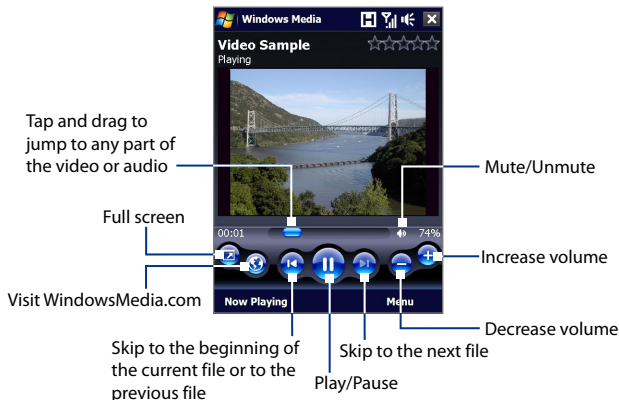 Windows Media
H
Video Sample
Playing
Tap and drag to
jump to any part of
the video or audio
Mute/Unmute
Full screen
00:01
74%
Increase volume
Visit WindowsMedia.com
Now Playing
Menu
Decrease volume
Skip to the beginning of
the current file or to the
previous file
Skip to the next file
Play/Pause